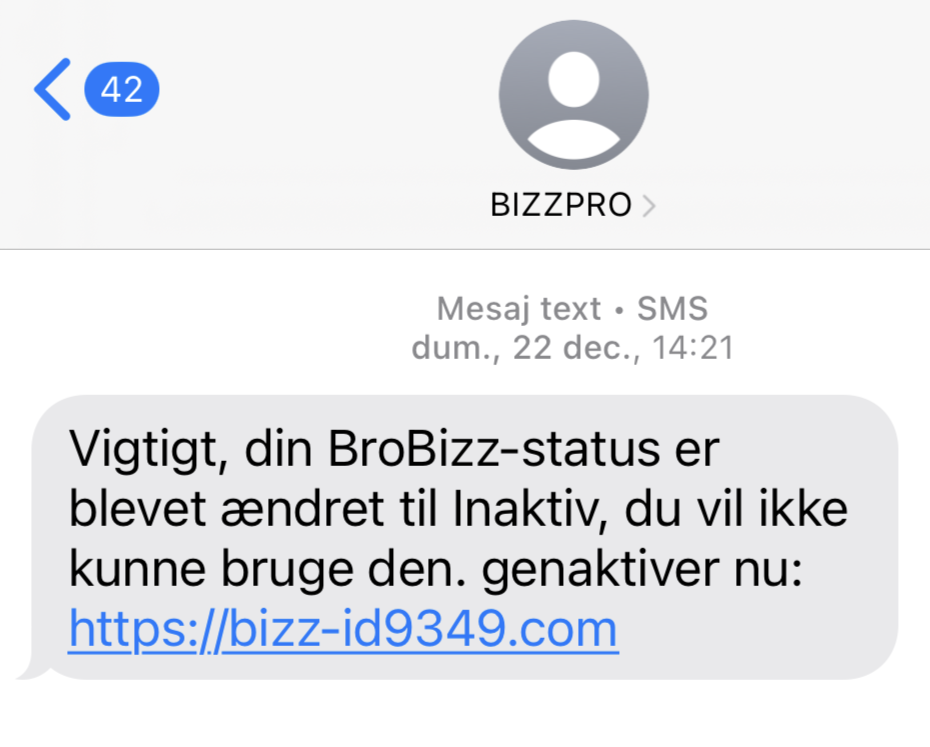 42
BIZZPRO
Mesaj text • SMS
dum., 22 dec., 14:21
Vigtigt, din BroBizz-status er
blevet ændret til Inaktiv, du vil ikke
kunne bruge den. genaktiver nu:
https://bizz-id9349.com